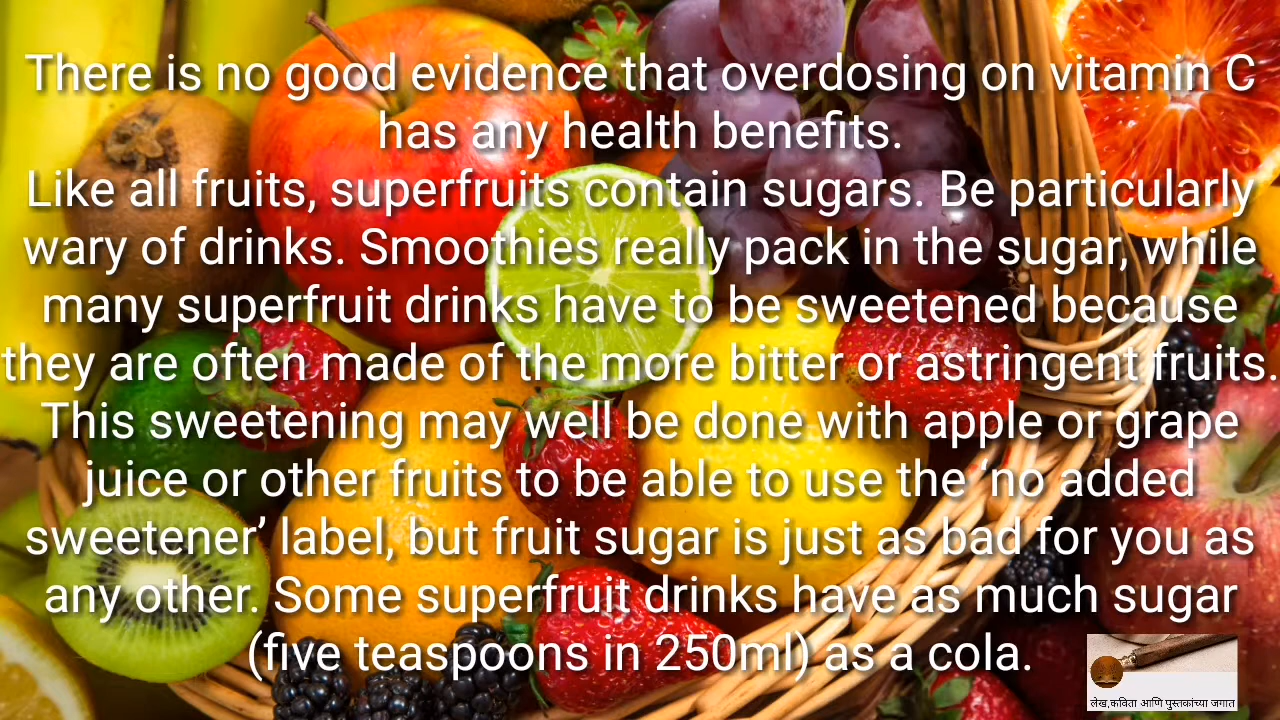 There is no good evidence that overdosing on vitamin C
has any health benefits.
Like all fruits, superfruits contain sugars. Be particularly
wary of drinks. Smoothies really pack in the sugar, while
many superfruit drinks have to be sweetened because
they are often made of the more bitter or astringent fruits.
This sweetening may well be done with apple or grape
juice or other fruits to be able to use the ‘no added
sweetener’ label, but fruit sugar is just as bad for you as
any other. Some superfruit drinks have as much sugar
(five teaspoons in 250ml) as a cola.
लेख,कविता आणि पुस्तकांच्या जगात